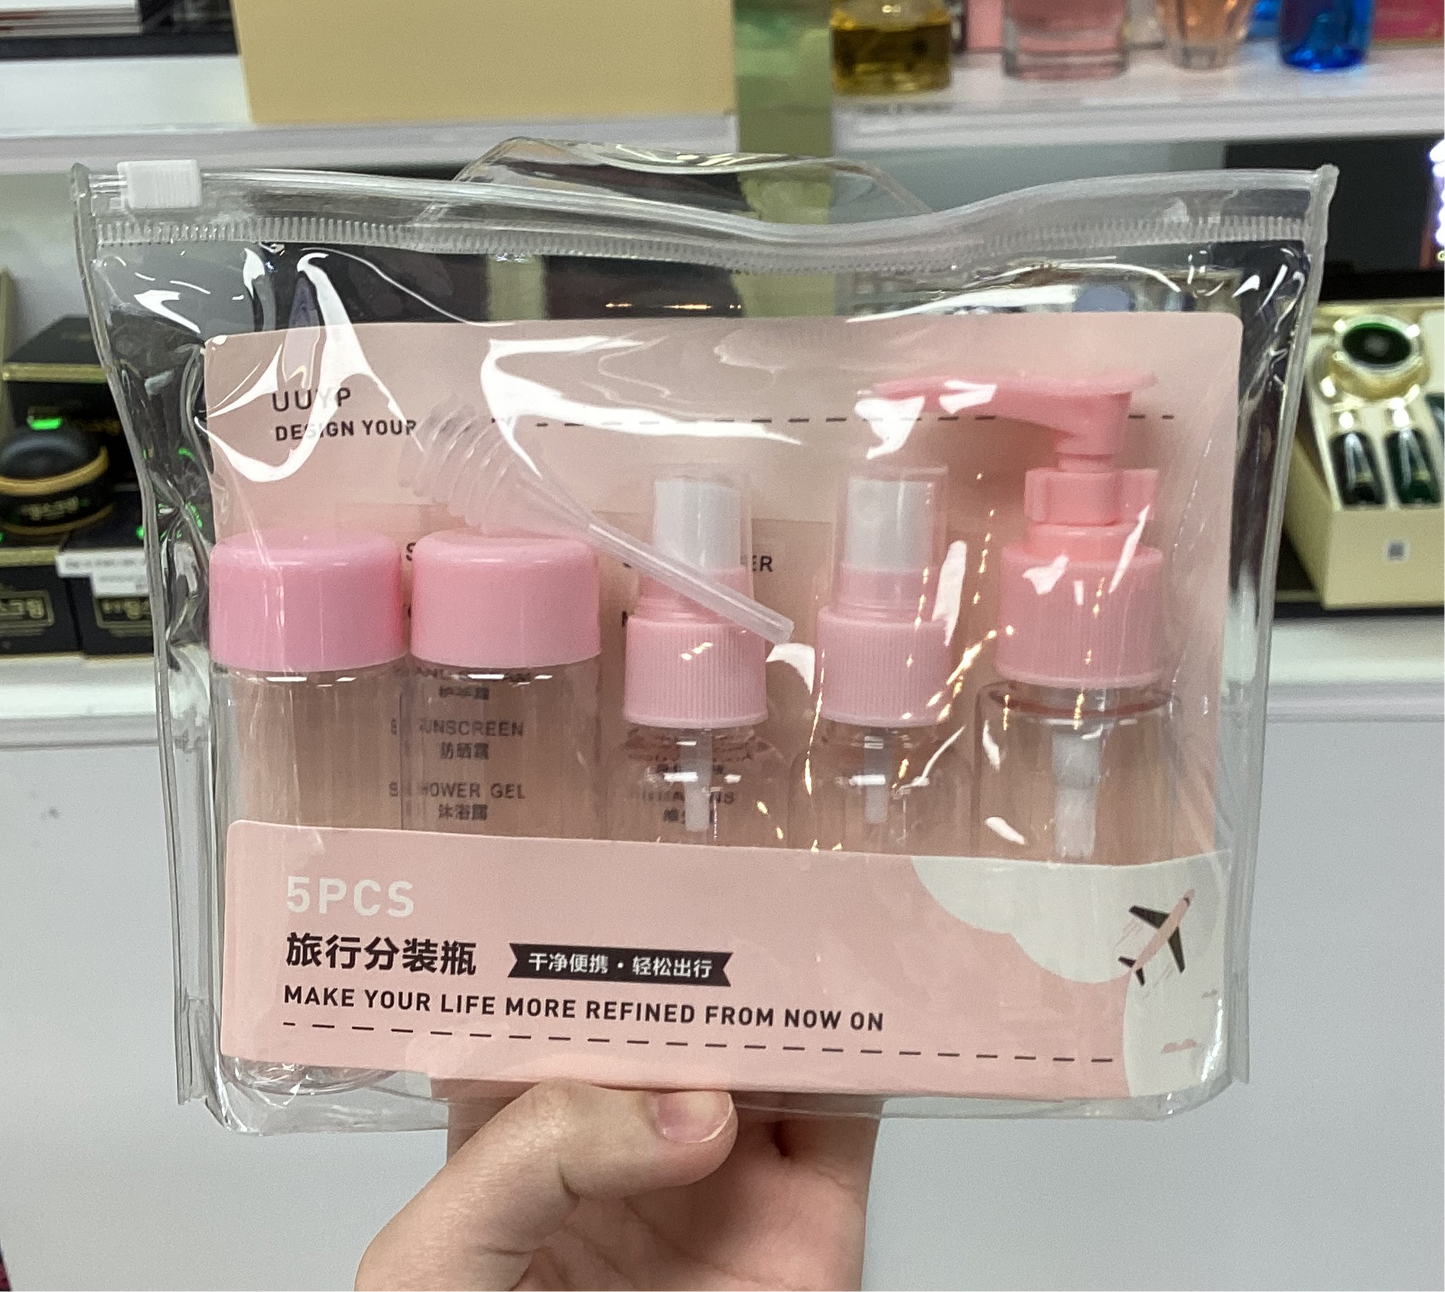 UUYP
DESIGN YOUR
SUNSCREEN
防晒霜
SHOWER GEL
沐浴露
5PCS
旅行分装瓶
干净便携·轻松出行
MAKE YOUR LIFE MORE REFINED FROM NOW ON